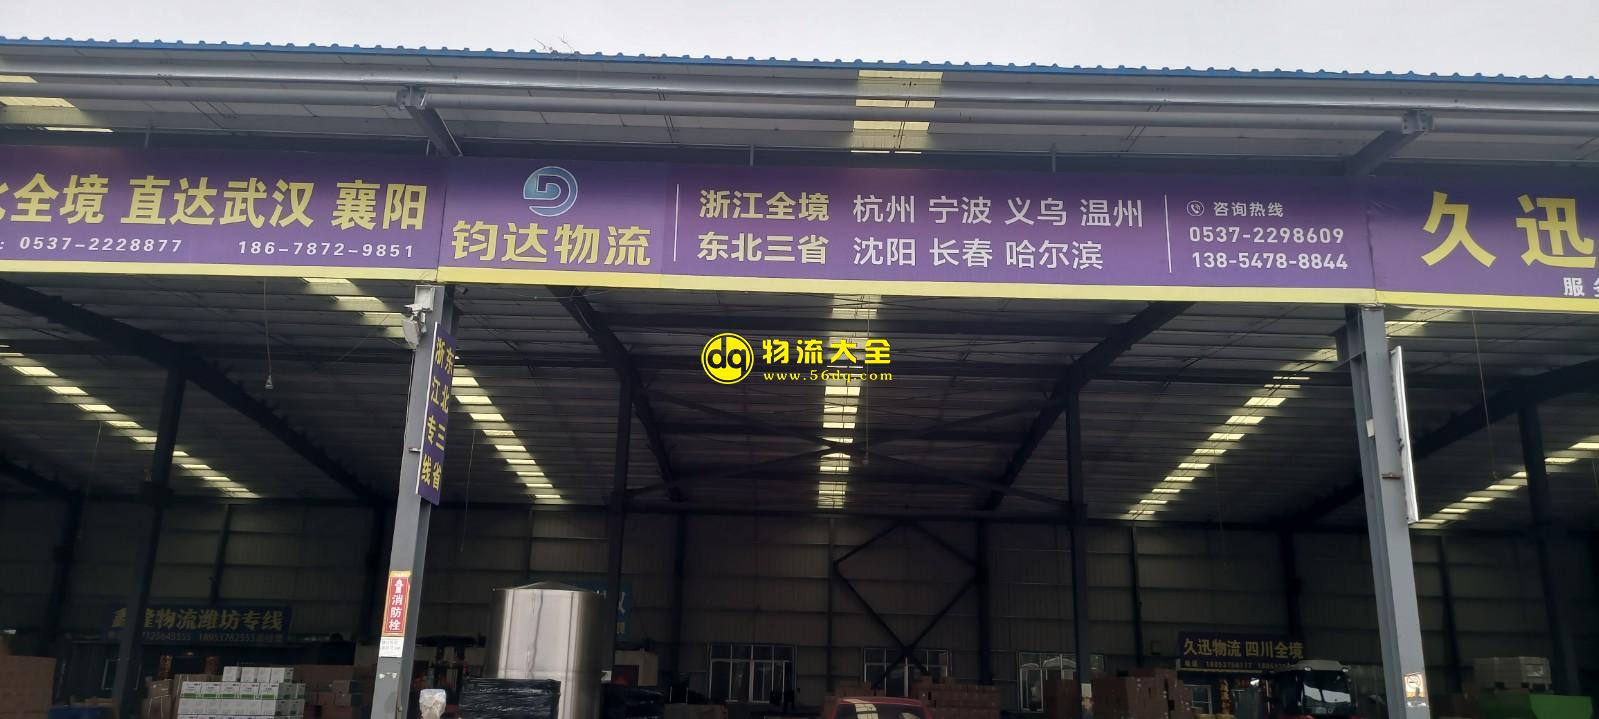 全境 直达武汉 襄阳
: 0537-2228877 186-7872-9851
钧达物流
浙江全境 杭州 宁波 义乌 温州
东北三省 沈阳 长春 哈尔滨
咨询热线
0537-2298609
138-5478-8844
久迅
服
东北三省
浙江专线
物流大全
www.56dq.com
消防栓
鑫隆物流潍坊专线
久迅物流 四川全境